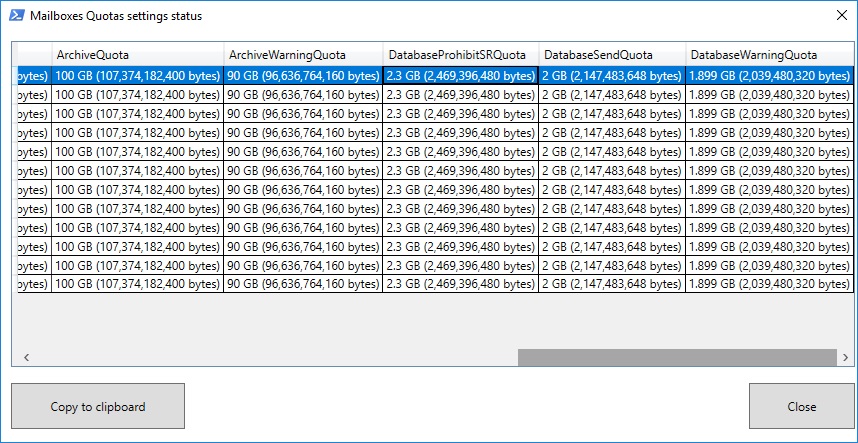 Mailboxes Quotas settings status
ArchiveQuota ArchiveWarningQuota DatabaseProhibitSRQuota DatabaseSendQuota DatabaseWarningQuota
bytes) 100 GB (107,374,182,400 bytes) 90 GB (96,636,764,160 bytes) 2.3 GB (2,469,396,480 bytes) 2 GB (2,147,483,648 bytes) 1.899 GB (2,039,480,320 bytes)
bytes) 100 GB (107,374,182,400 bytes) 90 GB (96,636,764,160 bytes) 2.3 GB (2,469,396,480 bytes) 2 GB (2,147,483,648 bytes) 1.899 GB (2,039,480,320 bytes)
bytes) 100 GB (107,374,182,400 bytes) 90 GB (96,636,764,160 bytes) 2.3 GB (2,469,396,480 bytes) 2 GB (2,147,483,648 bytes) 1.899 GB (2,039,480,320 bytes)
bytes) 100 GB (107,374,182,400 bytes) 90 GB (96,636,764,160 bytes) 2.3 GB (2,469,396,480 bytes) 2 GB (2,147,483,648 bytes) 1.899 GB (2,039,480,320 bytes)
bytes) 100 GB (107,374,182,400 bytes) 90 GB (96,636,764,160 bytes) 2.3 GB (2,469,396,480 bytes) 2 GB (2,147,483,648 bytes) 1.899 GB (2,039,480,320 bytes)
bytes) 100 GB (107,374,182,400 bytes) 90 GB (96,636,764,160 bytes) 2.3 GB (2,469,396,480 bytes) 2 GB (2,147,483,648 bytes) 1.899 GB (2,039,480,320 bytes)
bytes) 100 GB (107,374,182,400 bytes) 90 GB (96,636,764,160 bytes) 2.3 GB (2,469,396,480 bytes) 2 GB (2,147,483,648 bytes) 1.899 GB (2,039,480,320 bytes)
bytes) 100 GB (107,374,182,400 bytes) 90 GB (96,636,764,160 bytes) 2.3 GB (2,469,396,480 bytes) 2 GB (2,147,483,648 bytes) 1.899 GB (2,039,480,320 bytes)
bytes) 100 GB (107,374,182,400 bytes) 90 GB (96,636,764,160 bytes) 2.3 GB (2,469,396,480 bytes) 2 GB (2,147,483,648 bytes) 1.899 GB (2,039,480,320 bytes)
bytes) 100 GB (107,374,182,400 bytes) 90 GB (96,636,764,160 bytes) 2.3 GB (2,469,396,480 bytes) 2 GB (2,147,483,648 bytes) 1.899 GB (2,039,480,320 bytes)
bytes) 100 GB (107,374,182,400 bytes) 90 GB (96,636,764,160 bytes) 2.3 GB (2,469,396,480 bytes) 2 GB (2,147,483,648 bytes) 1.899 GB (2,039,480,320 bytes)
bytes) 100 GB (107,374,182,400 bytes) 90 GB (96,636,764,160 bytes) 2.3 GB (2,469,396,480 bytes) 2 GB (2,147,483,648 bytes) 1.899 GB (2,039,480,320 bytes)
Copy to clipboard Close